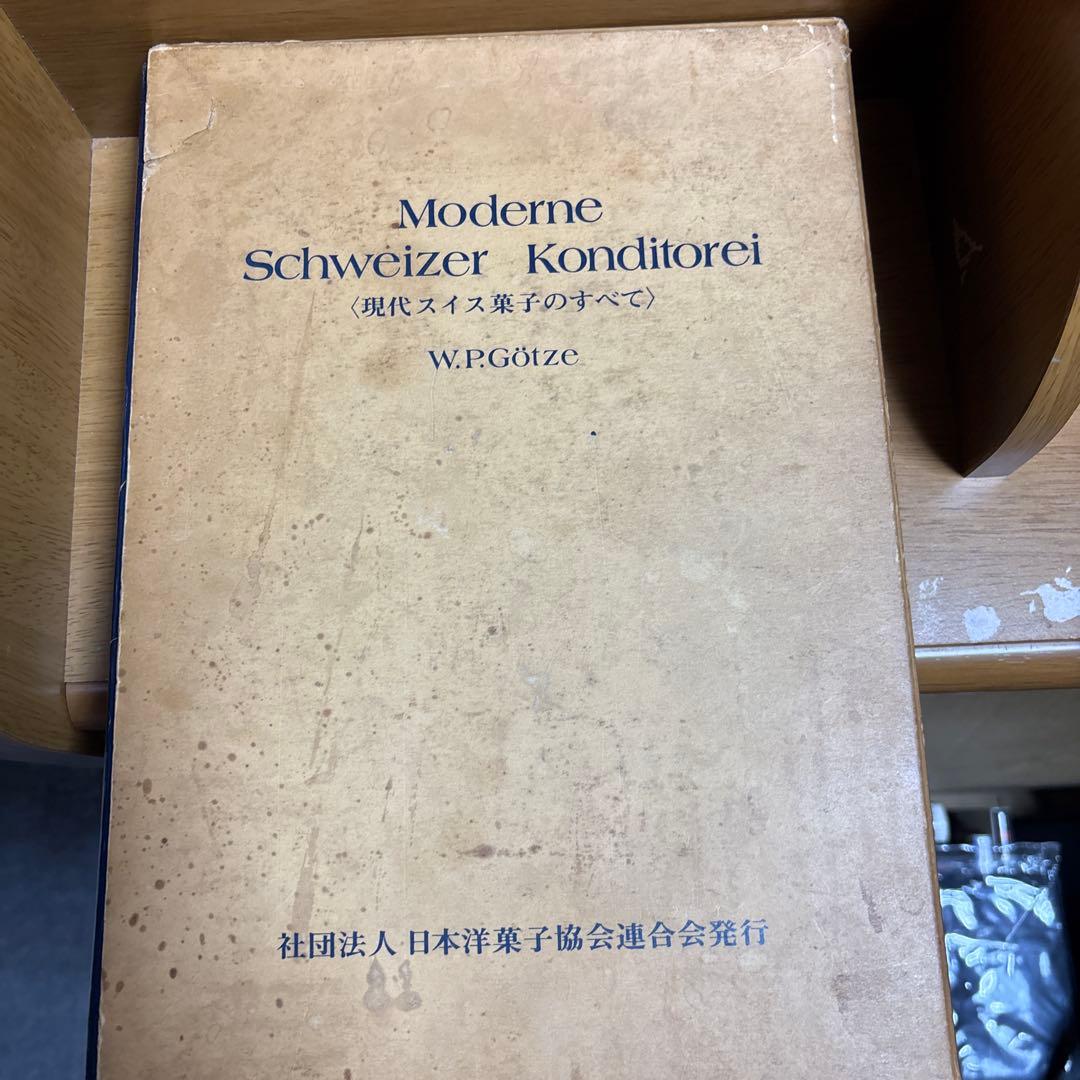 Moderne
Schweizer Konditorei
〈現代スイス菓子のすべて〉
W.P.Götze
社団法人 日本洋菓子協会連合会発行